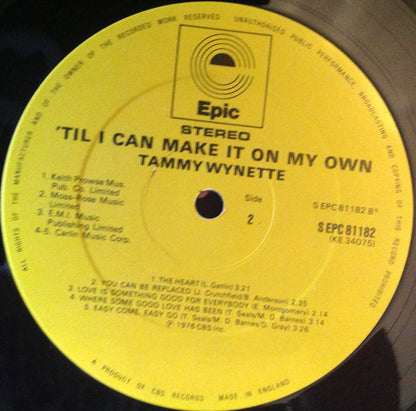 ALL RIGHTS OF THE MANUFACTURER AND OF THE OWNER OF THE RECORDED WORK RESERVED UNAUTHORISED PUBLIC PERFORMANCE, BROADCASTING AND COPYING OF THIS RECORD PROHIBITED
Epic
STEREO
'TIL I CAN MAKE IT ON MY OWN
TAMMY WYNETTE
1. Keith Prowse Mus.
Pub. Co. Limited
2. Moss-Rose Music
Limited
3. E.M.I. Music
Publishing Limited
4-5. Carlin Music Corp.
Side
2
S EPC 81182 B
S EPC 81182
(KE 34075)
1. THE HEART (L. Gatlin) 3.21
2. YOU CAN BE REPLACED (J. Crutchfield/B. Anderson) 2.35
3. LOVE IS SOMETHING GOOD FOR EVERYBODY (E. Montgomery) 2.14
4. WHERE SOME GOOD LOVE HAS BEEN (T. Seals/M. D. Barnes) 3.14
5. EASY COME, EASY GO (T. Seals/M. D. Barnes/D. Gray) 3.26
℗ 1976 CBS Inc.
A PRODUCT OF CBS RECORDS MADE IN ENGLAND